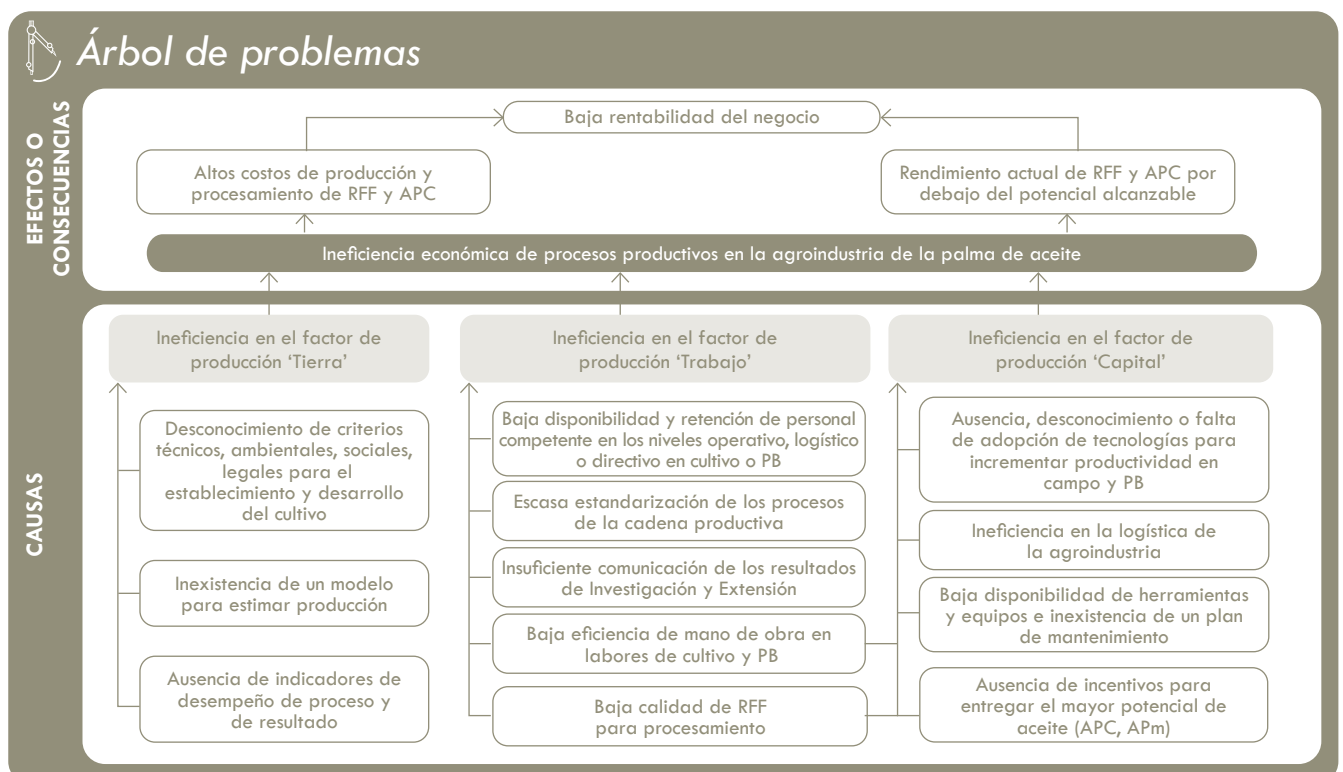 Árbol de problemas
EFECTOS O
CONSECUENCIAS
Baja rentabilidad del negocio
Altos costos de producción y
procesamiento de RFF y APC
Rendimiento actual de RFF y APC por
debajo del potencial alcanzable
Ineficiencia económica de procesos productivos en la agroindustria de la palma de aceite
CAUSAS
Ineficiencia en el factor de
producción ‘Tierra’
Desconocimiento de criterios
técnicos, ambientales, sociales,
legales para el
establecimiento y desarrollo
del cultivo
Inexistencia de un modelo
para estimar producción
Ausencia de indicadores de
desempeño de proceso y
de resultado
Ineficiencia en el factor de
producción ‘Trabajo’
Baja disponibilidad y retención de personal
competente en los niveles operativo, logístico
o directivo en cultivo o PB
Escasa estandarización de los procesos
de la cadena productiva
Insuficiente comunicación de los resultados
de Investigación y Extensión
Baja eficiencia de mano de obra en
labores de cultivo y PB
Baja calidad de RFF
para procesamiento
Ineficiencia en el factor de
producción ‘Capital’
Ausencia, desconocimiento o falta
de adopción de tecnologías para
incrementar productividad en
campo y PB
Ineficiencia en la logística de
la agroindustria
Baja disponibilidad de herramientas
y equipos e inexistencia de un plan
de mantenimiento
Ausencia de incentivos para
entregar el mayor potencial de
aceite (APC, APm)